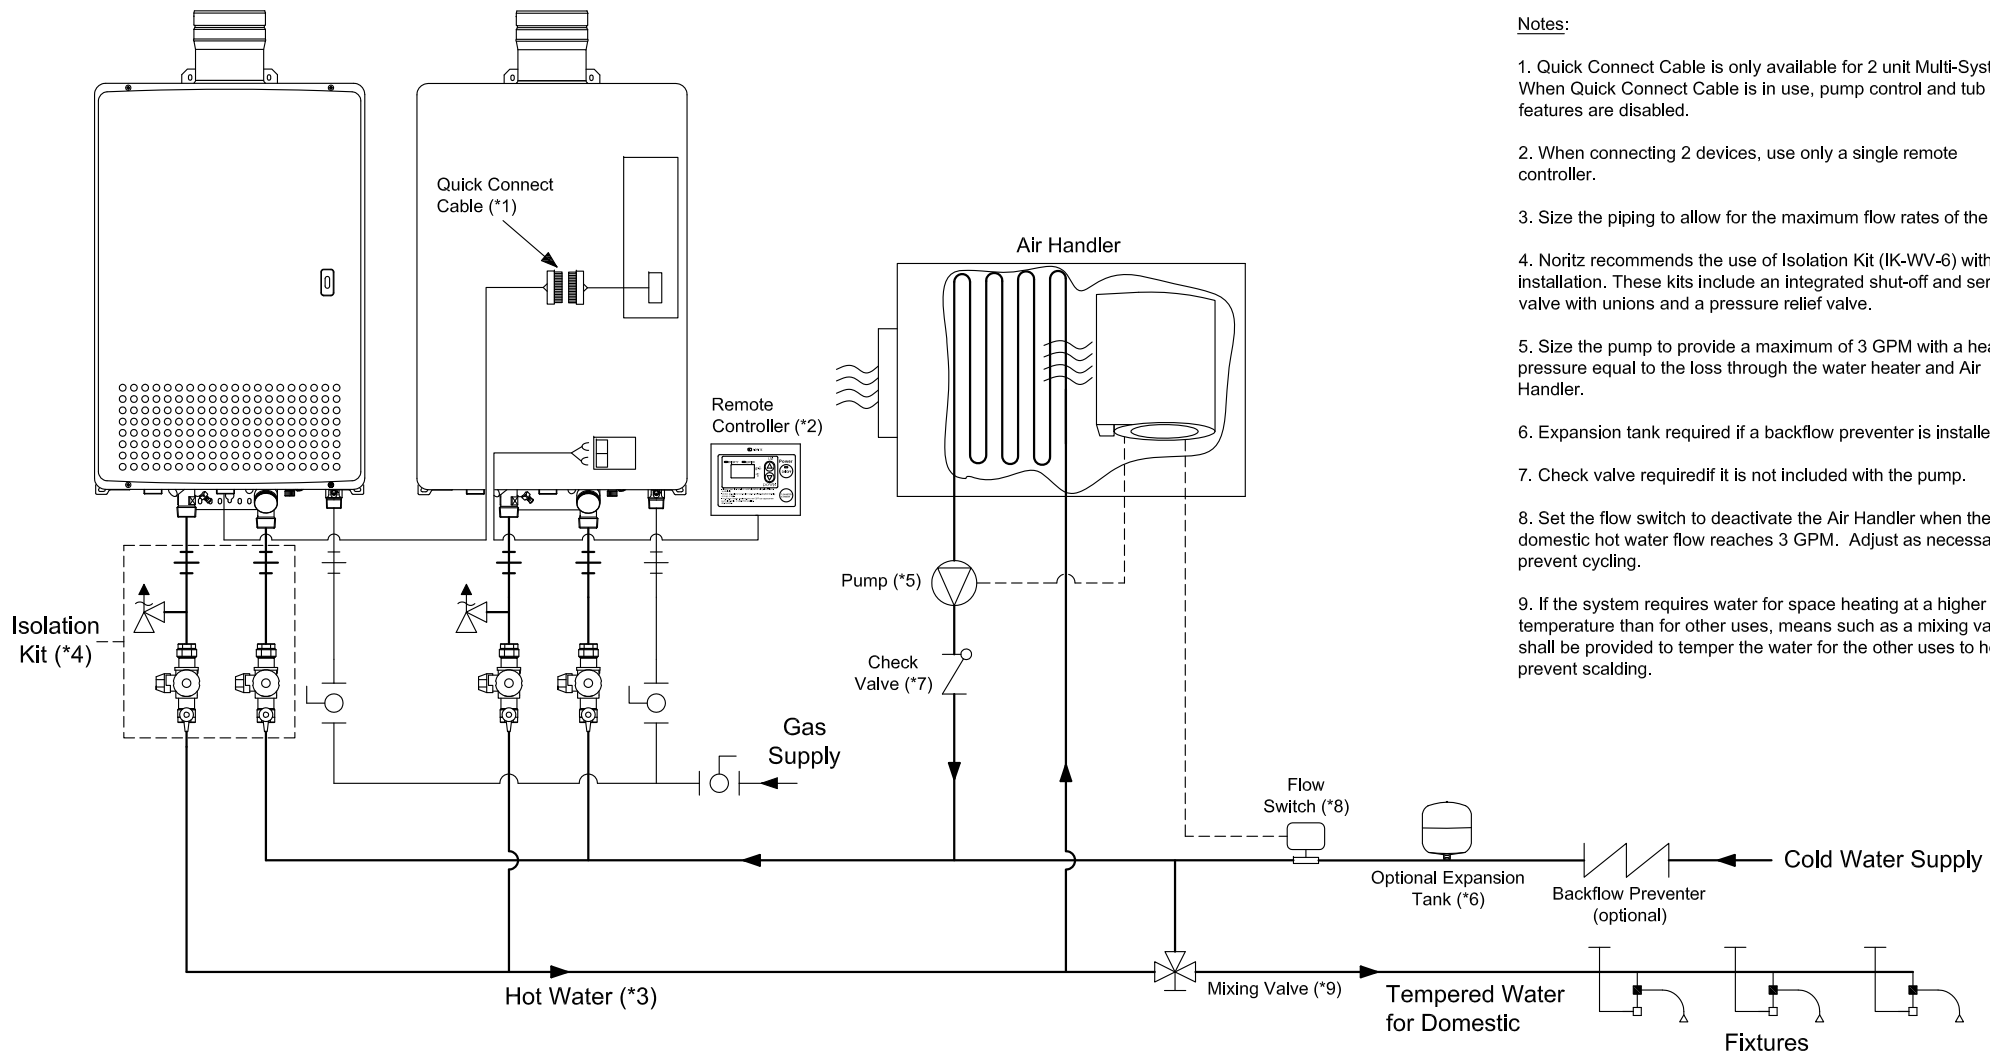 Notes:
1. Quick Connect Cable is only available for 2 unit Multi-Syst
When Quick Connect Cable is in use, pump control and tub
features are disabled.
2. When connecting 2 devices, use only a single remote
controller.
3. Size the piping to allow for the maximum flow rates of the
4. Noritz recommends the use of Isolation Kit (IK-WV-6) with
installation. These kits include an integrated shut-off and ser
valve with unions and a pressure relief valve.
5. Size the pump to provide a maximum of 3 GPM with a hea
pressure equal to the loss through the water heater and Air
Handler.
6. Expansion tank required if a backflow preventer is installe
7. Check valve requiredif it is not included with the pump.
8. Set the flow switch to deactivate the Air Handler when the
domestic hot water flow reaches 3 GPM. Adjust as necessa
prevent cycling.
9. If the system requires water for space heating at a higher
temperature than for other uses, means such as a mixing va
shall be provided to temper the water for the other uses to he
prevent scalding.
Quick Connect
Cable (*1)
Air Handler
Remote
Controller (*2)
Power
Pump (*5)
Isolation
Kit (*4)
Check
Valve (*7)
Gas
Supply
Flow
Switch (*8)
Optional Expansion
Tank (*6)
Backflow Preventer
(optional)
Cold Water Supply
Hot Water (*3)
Mixing Valve (*9)
Tempered Water
for Domestic
Fixtures